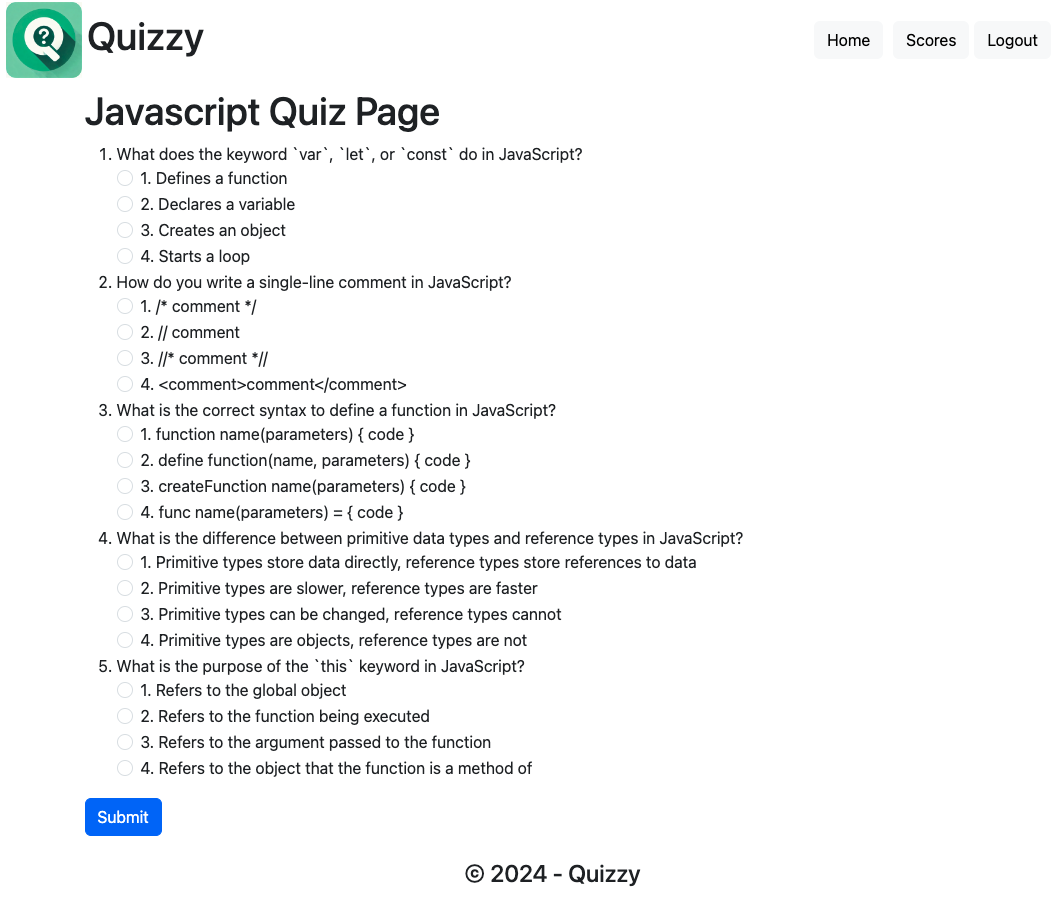 ?
Quizzy
Home Scores Logout
Javascript Quiz Page
1. What does the keyword `var`, `let`, or `const` do in JavaScript?
1. Defines a function
2. Declares a variable
3. Creates an object
4. Starts a loop
2. How do you write a single-line comment in JavaScript?
1. /* comment */
2. // comment
3. //* comment *//
4. <comment>comment</comment>
3. What is the correct syntax to define a function in JavaScript?
1. function name(parameters) { code }
2. define function(name, parameters) { code }
3. createFunction name(parameters) { code }
4. func name(parameters) = { code }
4. What is the difference between primitive data types and reference types in JavaScript?
1. Primitive types store data directly, reference types store references to data
2. Primitive types are slower, reference types are faster
3. Primitive types can be changed, reference types cannot
4. Primitive types are objects, reference types are not
5. What is the purpose of the `this` keyword in JavaScript?
1. Refers to the global object
2. Refers to the function being executed
3. Refers to the argument passed to the function
4. Refers to the object that the function is a method of
Submit
© 2024 - Quizzy